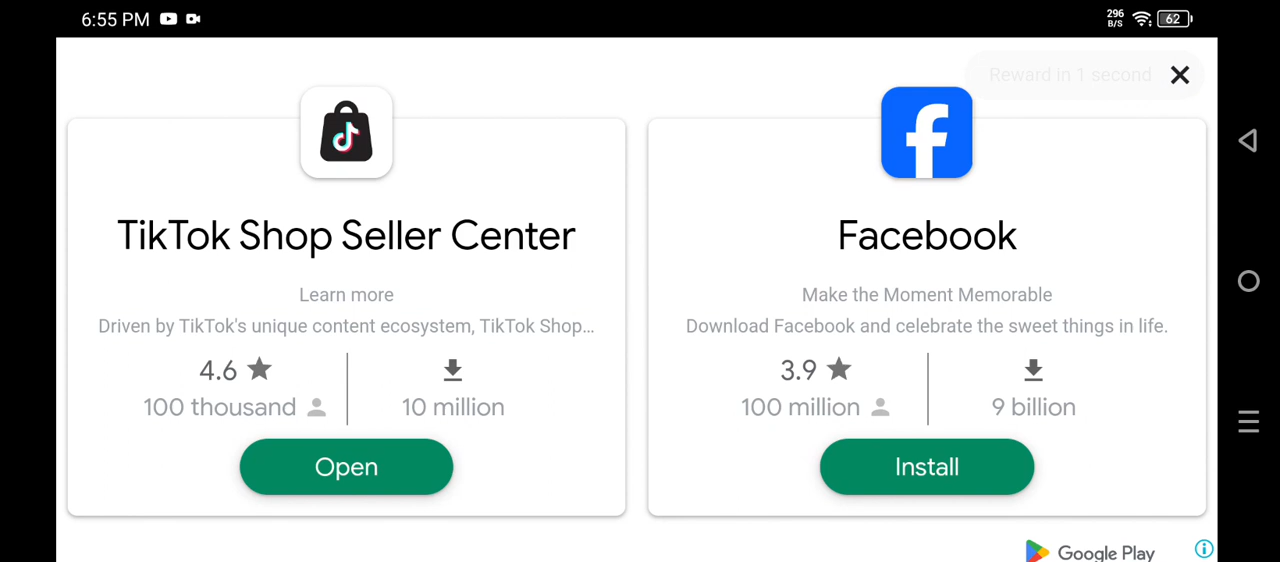 6:55 PM
296
B/S
62
Reward in 1 second
TikTok Shop Seller Center
Learn more
Driven by TikTok's unique content ecosystem, TikTok Shop...
4.6
100 thousand
10 million
Open
Facebook
Make the Moment Memorable
Download Facebook and celebrate the sweet things in life.
3.9
100 million
9 billion
Install
Google Play